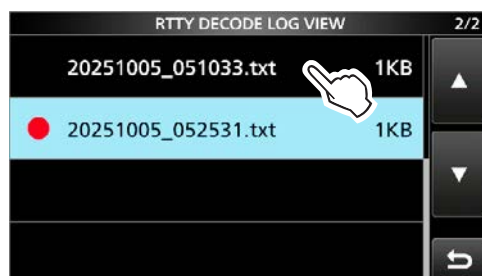 RTTY DECODE LOG VIEW 2/2
20251005_051033.txt 1KB
20251005_052531.txt 1KB